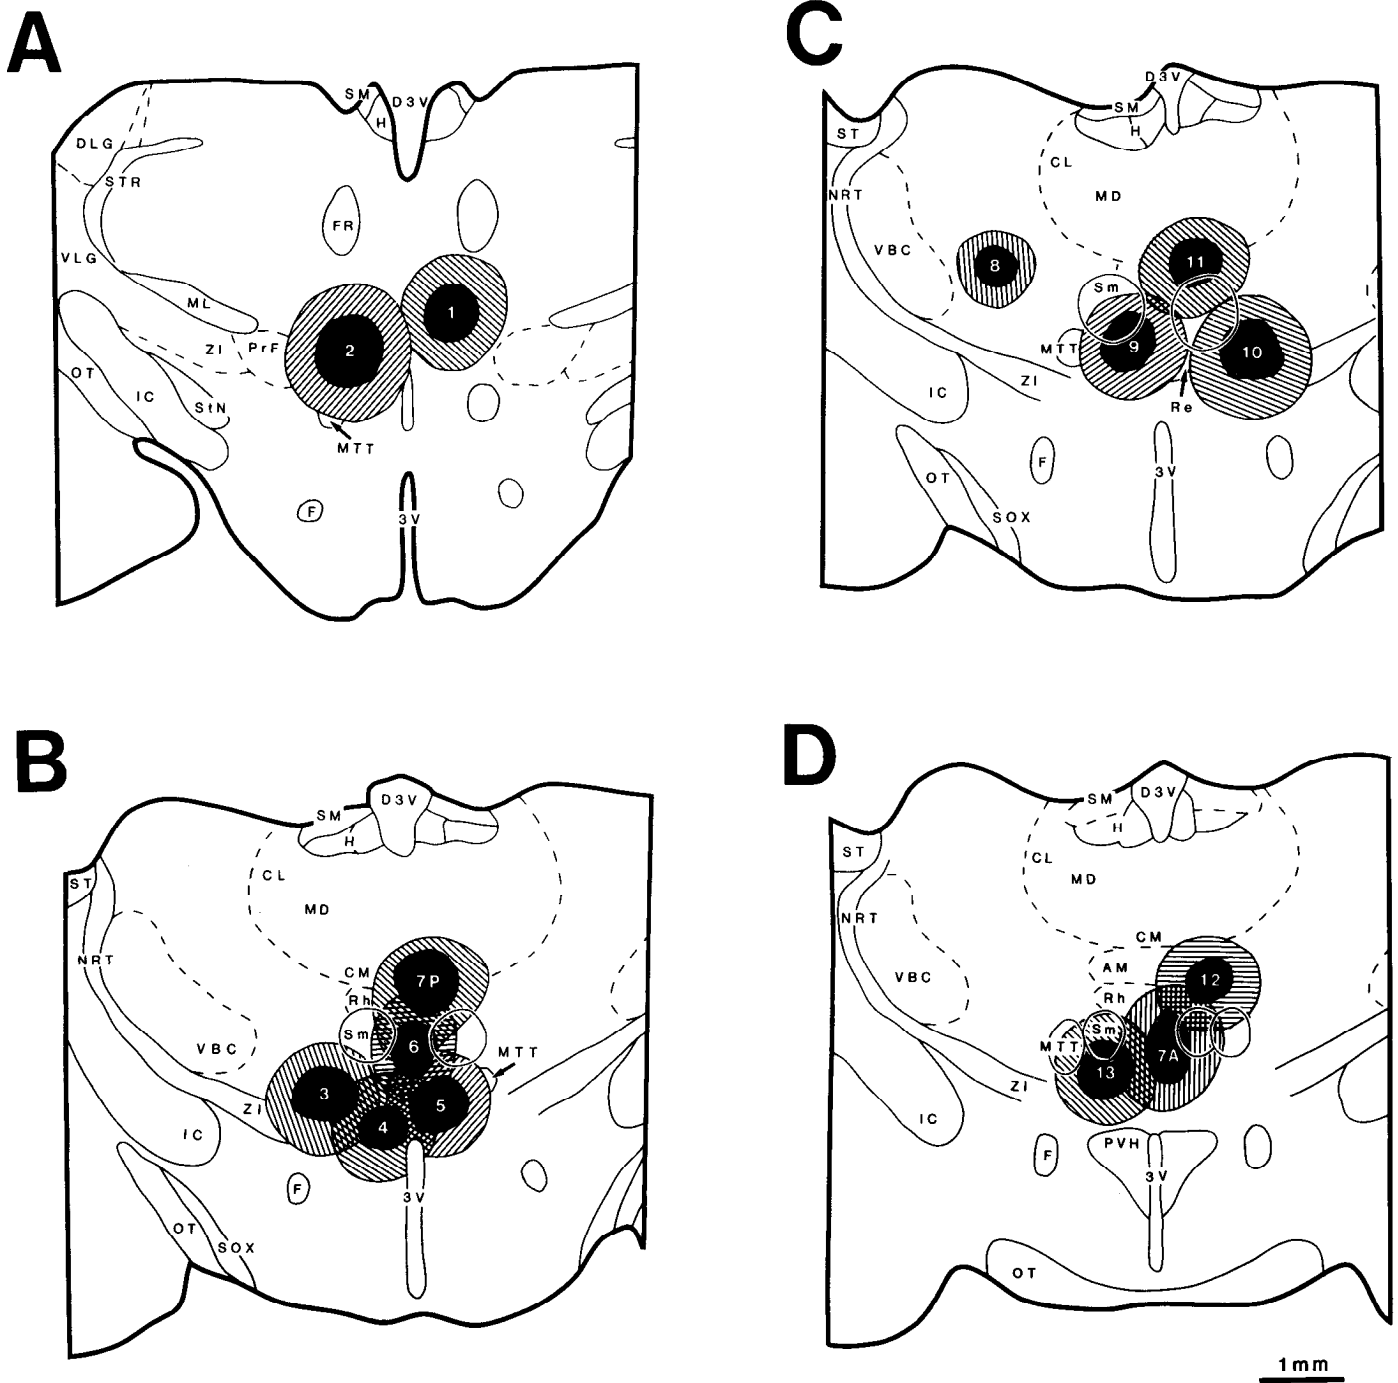 A
SM
D3V
H
DLG
STR
FR
VLG
ML
1
2
ZI
PrF
OT
IC
StN
MTT
F
3V
C
D3V
SM
ST
H
CL
MD
NRT
VBC
8
11
Sm
9
10
MTT
ZI
IC
Re
F
3V
OT
SOX
B
D3V
SM
H
CL
ST
MD
NRT
7P
CM
Rh
Sm
6
VBC
MTT
3
5
ZI
4
IC
F
3V
OT
SOX
D
D3V
SM
H
ST
CL
MD
NRT
CM
AM
VBC
12
Rh
Sm
MTT
7A
13
ZI
IC
PVH
F
3V
OT
1mm